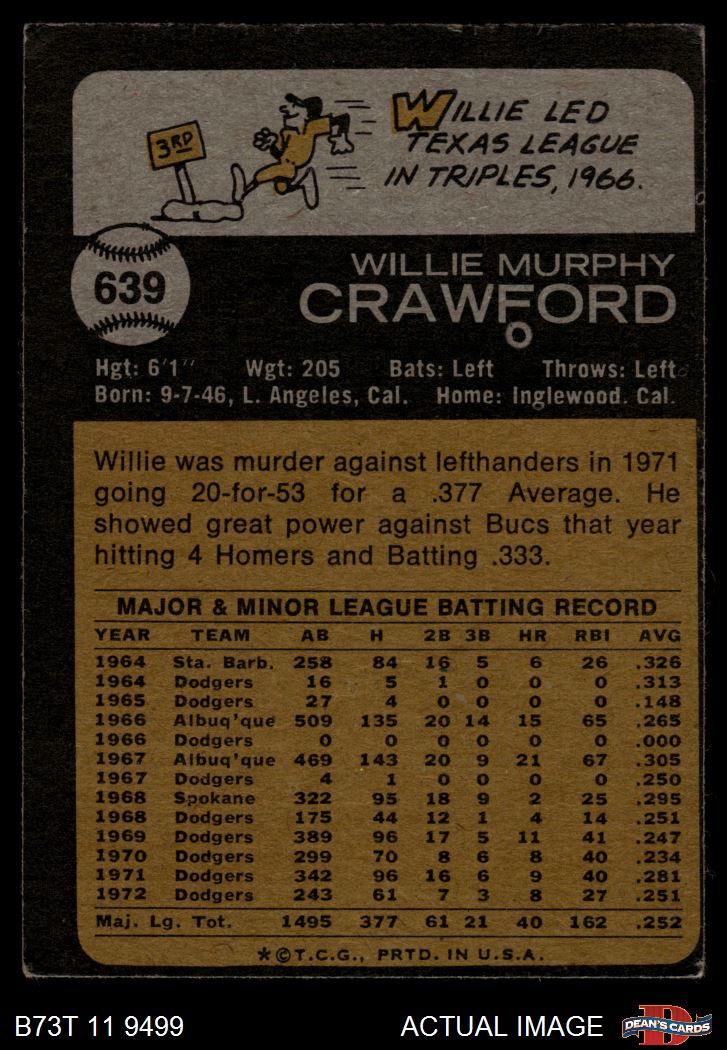 3RD
WILLIE LED
TEXAS LEAGUE
IN TRIPLES, 1966.
639
WILLIE MURPHY
CRAWFORD
Hgt: 6'1" Wgt: 205 Bats: Left Throws: Left
Born: 9-7-46, L. Angeles, Cal. Home: Inglewood. Cal.
Willie was murder against lefthanders in 1971
going 20-for-53 for a .377 Average. He
showed great power against Bucs that year
hitting 4 Homers and Batting .333.
MAJOR & MINOR LEAGUE BATTING RECORD
YEAR TEAM AB H 2B 3B HR RBI AVG
1964 Sta. Barb. 258 84 16 5 6 26 .326
1964 Dodgers 16 5 1 0 0 0 .313
1965 Dodgers 27 4 0 0 0 0 .148
1966 Albuq'que 509 135 20 14 15 65 .265
1966 Dodgers 0 0 0 0 0 0 .000
1967 Albuq'que 469 143 20 9 21 67 .305
1967 Dodgers 4 1 0 0 0 0 .250
1968 Spokane 322 95 18 9 2 25 .295
1968 Dodgers 175 44 12 1 4 14 .251
1969 Dodgers 389 96 17 5 11 41 .247
1970 Dodgers 299 70 8 6 8 40 .234
1971 Dodgers 342 96 16 6 9 40 .281
1972 Dodgers 243 61 7 3 8 27 .251
Maj. Lg. Tot. 1495 377 61 21 40 162 .252
*©T.C.G., PRTD. IN U.S.A.
B73T 11 9499 ACTUAL IMAGE
D
DEAN'S CARDS